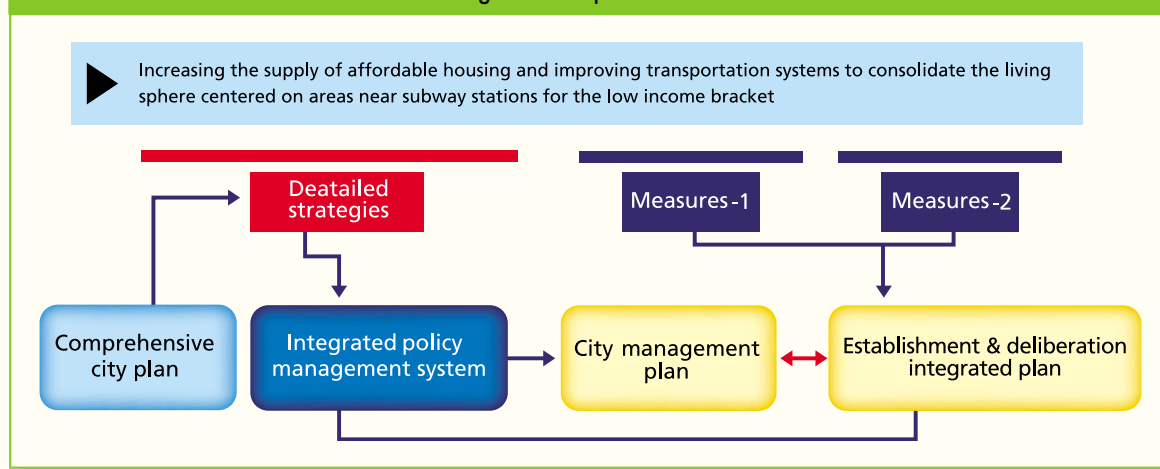 Increasing the supply of affordable housing and improving transportation systems to consolidate the living
sphere centered on areas near subway stations for the low income bracket
Deatailed
strategies
Measures-1
Measures-2
Comprehensive
city plan
Integrated policy
management system
City management
plan
Establishment & deliberation
integrated plan